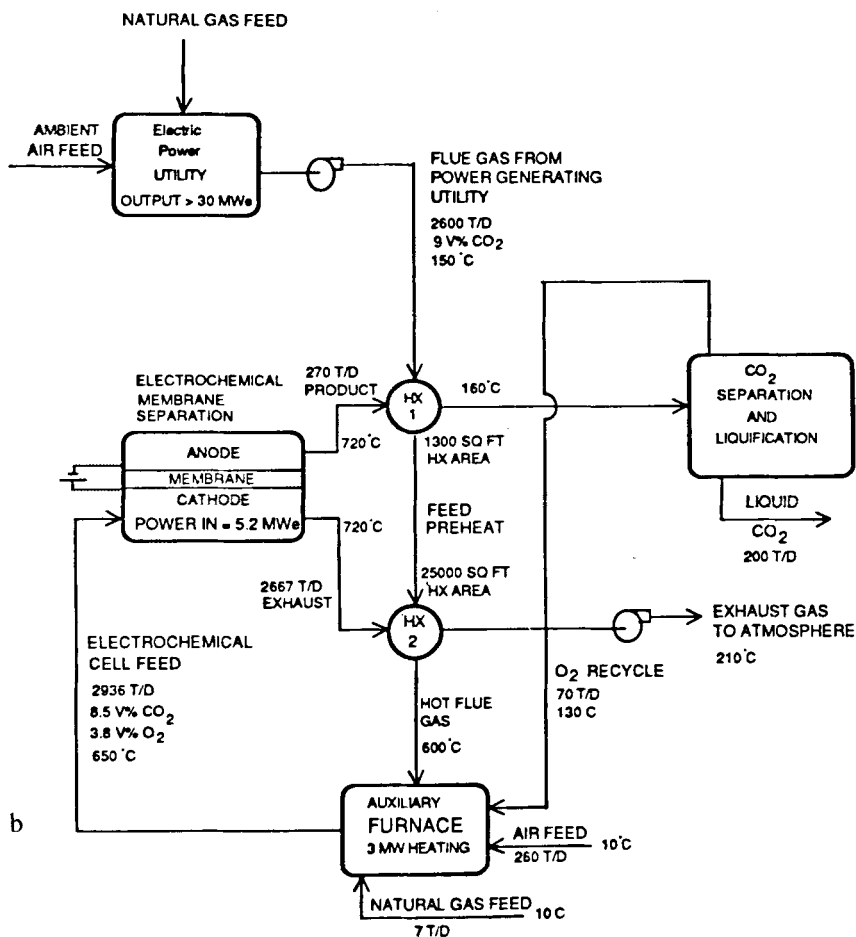 NATURAL GAS FEED
AMBIENT
AIR FEED
Electric
Power
UTILITY
OUTPUT > 30 MWe
FLUE GAS FROM
POWER GENERATING
UTILITY
2600 T/D
9 V% CO2
150°C
270 T/D
PRODUCT
ELECTROCHEMICAL
MEMBRANE
SEPARATION
HX
1
160°C
CO2
SEPARATION
AND
LIQUIFICATION
ANODE
MEMBRANE
CATHODE
POWER IN = 5.2 MWe
720°C
1300 SQ FT
HX AREA
FEED
PREHEAT
720°C
LIQUID
CO2
200 T/D
2667 T/D
EXHAUST
25000 SQ FT
HX AREA
HX
2
EXHAUST GAS
TO ATMOSPHERE
210°C
ELECTROCHEMICAL
CELL FEED
2936 T/D
8.5 V% CO2
3.8 V% O2
650°C
O2 RECYCLE
70 T/D
130 C
HOT FLUE
GAS
600°C
b
AUXILIARY
FURNACE
3 MW HEATING
AIR FEED
260 T/D
10°C
NATURAL GAS FEED
7 T/D
10 C